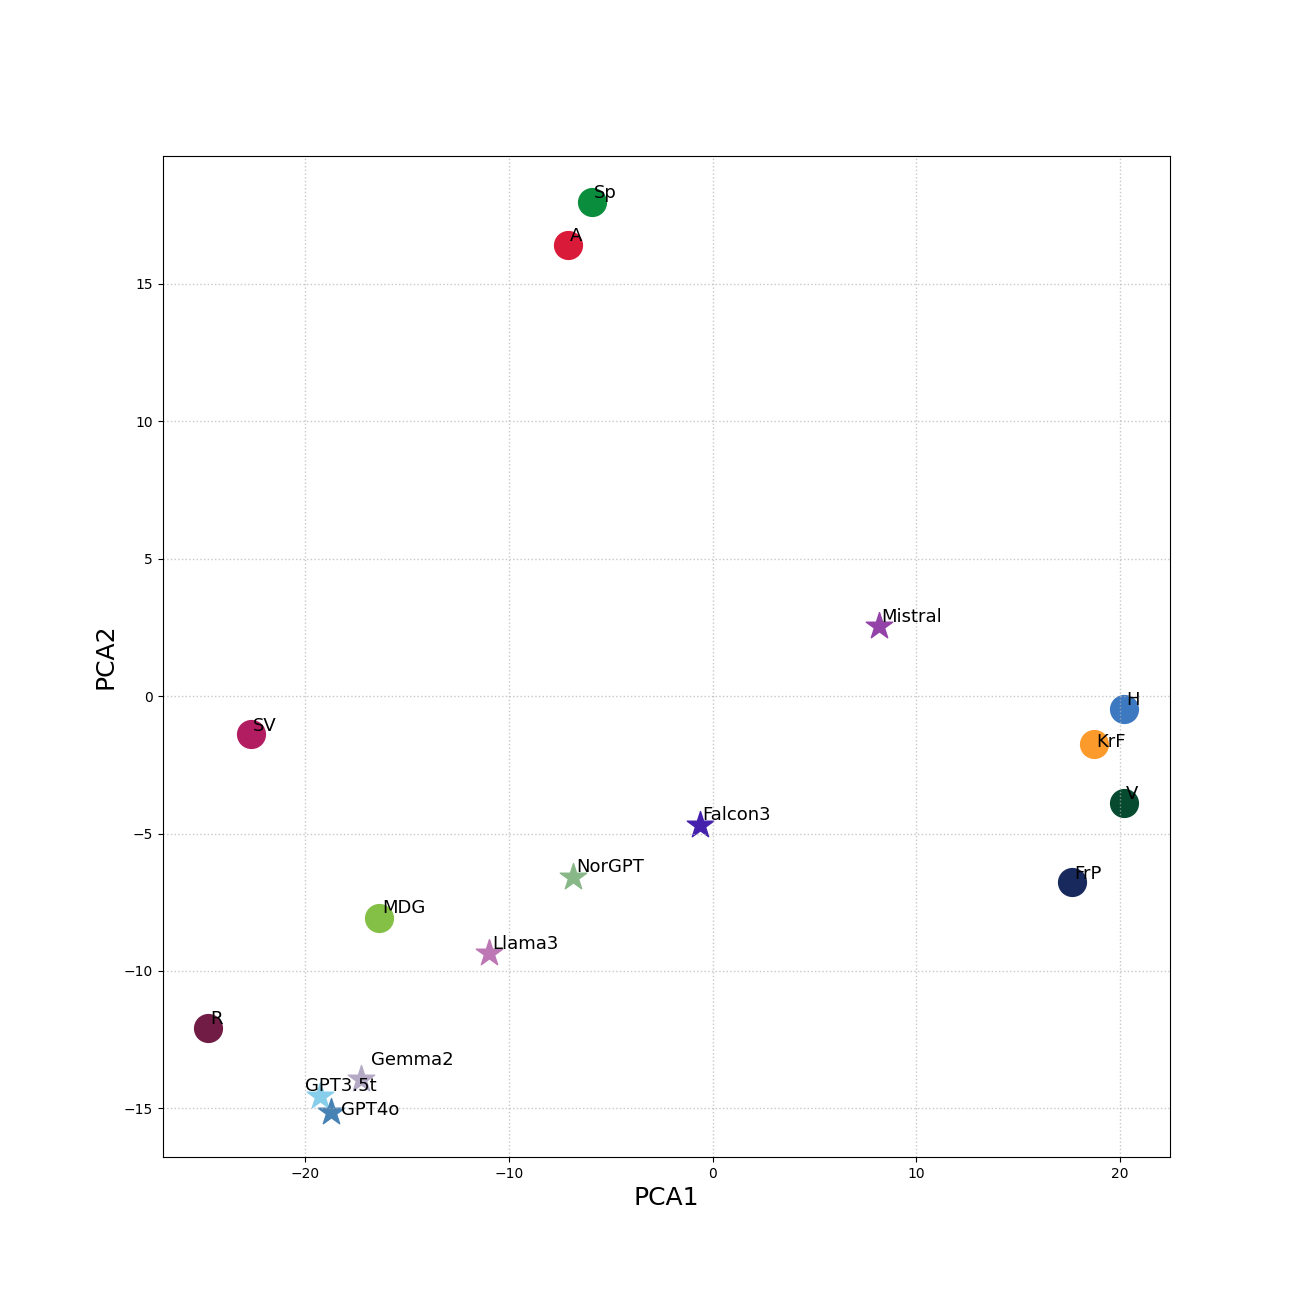 Sp
A
15
10
5
Mistral
PCA2
0
H
SV
KrF
V
Falcon3
−5
NorGPT
FrP
MDG
Llama3
−10
R
Gemma2
GPT3.5t
GPT4o
−15
−20
−10
0
10
20
PCA1